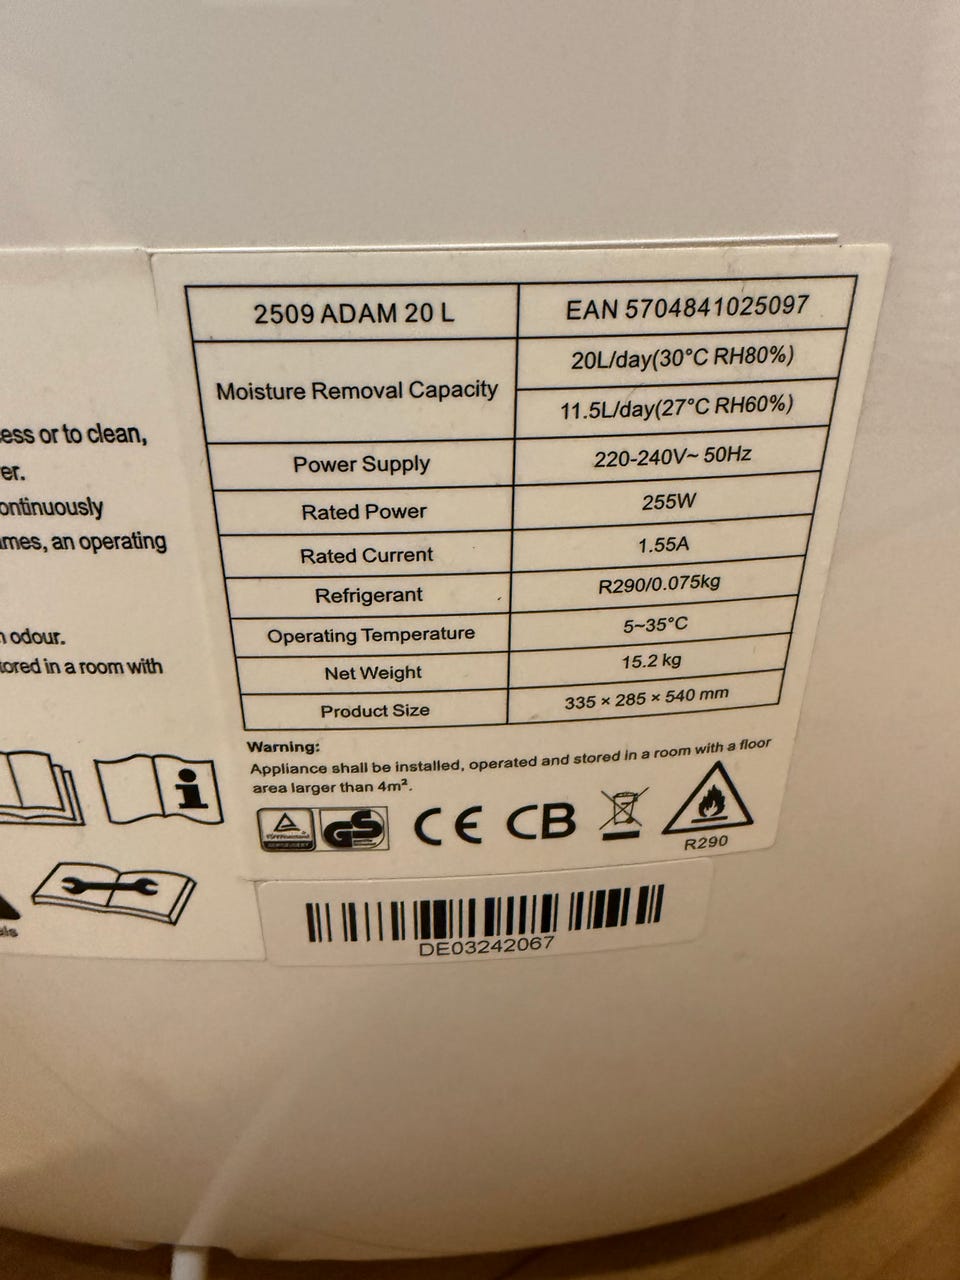 ess or to clean,
er.
ontinuously
mes, an operating
n odour.
tored in a room with
2509 ADAM 20 L EAN 5704841025097
Moisture Removal Capacity 20L/day(30°C RH80%)
11.5L/day(27°C RH60%)
Power Supply 220-240V~ 50Hz
Rated Power 255W
Rated Current 1.55A
Refrigerant R290/0.075kg
Operating Temperature 5~35°C
Net Weight 15.2 kg
Product Size 335 × 285 × 540 mm
Warning:
Appliance shall be installed, operated and stored in a room with a floor
area larger than 4m².
GS CE CB
R290
DE03242067